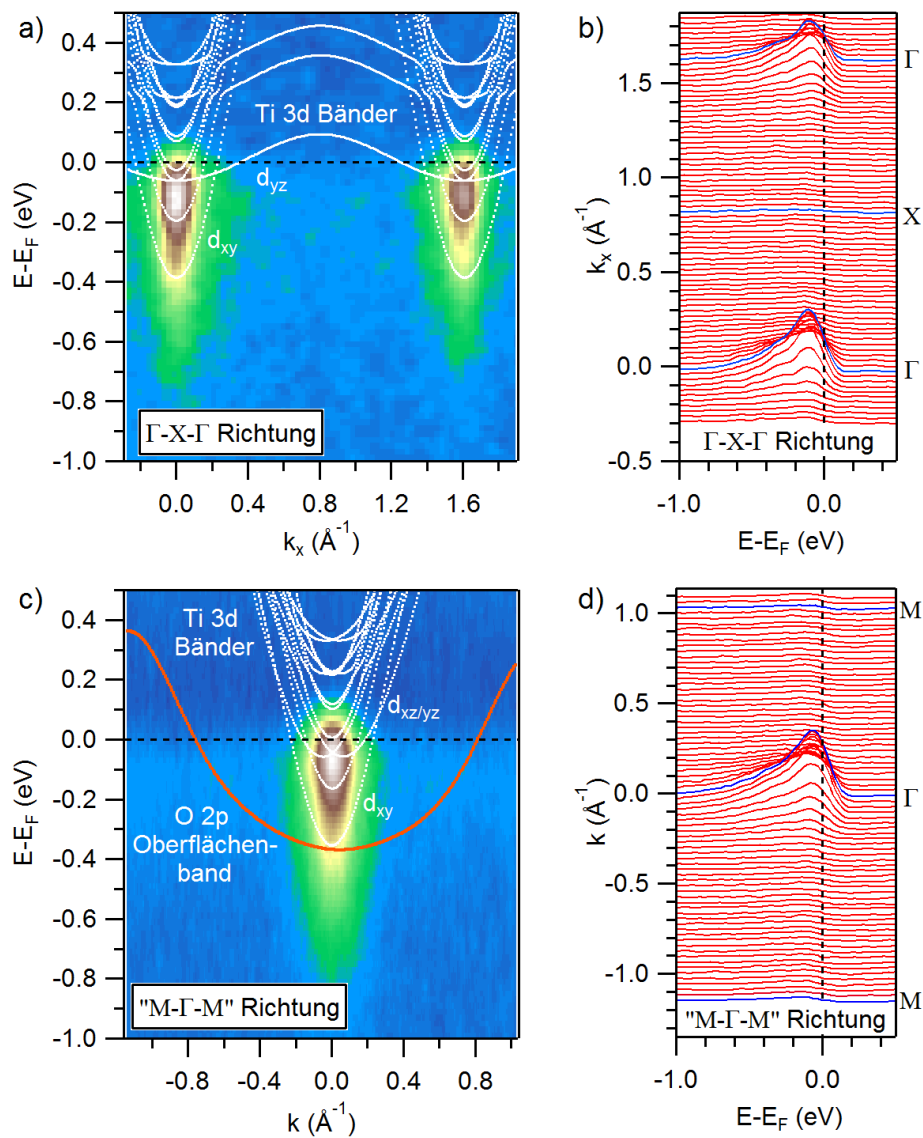 a)
0.4
0.2
0.0
-0.2
-0.4
-0.6
-0.8
-1.0
E-E_F (eV)
Ti 3d Bänder
d_yz
d_xy
Γ-X-Γ Richtung
0.0
0.4
0.8
1.2
1.6
k_x (Å⁻¹)
b)
1.5
1.0
0.5
0.0
-0.5
k_x (Å⁻¹)
Γ
X
Γ
Γ-X-Γ Richtung
-1.0
0.0
E-E_F (eV)
c)
0.4
0.2
0.0
-0.2
-0.4
-0.6
-0.8
-1.0
E-E_F (eV)
Ti 3d
Bänder
d_xz/yz
d_xy
O 2p
Oberflächen-
band
"M-Γ-M" Richtung
-0.8
-0.4
0.0
0.4
0.8
k (Å⁻¹)
d)
1.0
0.5
0.0
-0.5
-1.0
k (Å⁻¹)
M
Γ
M
"M-Γ-M" Richtung
-1.0
0.0
E-E_F (eV)